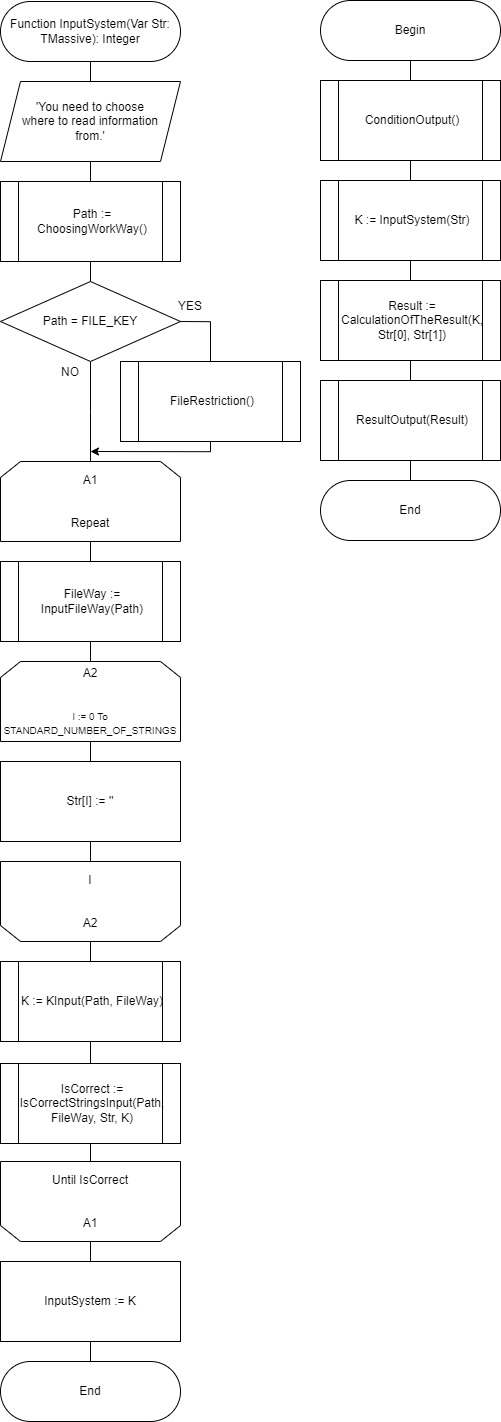 Function InputSystem(Var Str:
TMassive): Integer
'You need to choose
where to read information
from.'
Path :=
ChoosingWorkWay()
Path = FILE_KEY
YES
NO
FileRestriction()
A1
Repeat
FileWay :=
InputFileWay(Path)
A2
I := 0 To
STANDARD_NUMBER_OF_STRINGS
Str[I] := ''
I
A2
K := KInput(Path, FileWay)
IsCorrect :=
IsCorrectStringsInput(Path,
FileWay, Str, K)
Until IsCorrect
A1
InputSystem := K
End
Begin
ConditionOutput()
K := InputSystem(Str)
Result :=
CalculationOfTheResult(K,
Str[0], Str[1])
ResultOutput(Result)
End